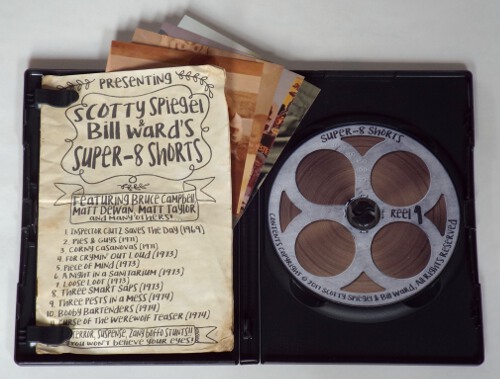 PRESENTING
SCOTTY SPIEGEL
&
BILL WARD'S
SUPER-8 SHORTS
FEATURING BRUCE CAMPBELL
MATT DEWAN, MATT TAYLOR
AND MANY OTHERS!
1. INSPECTOR CLUTZ SAVES THE DAY (1969)
2. PIES & GUYS (1971)
3. CORNY CASANOVAS (1971)
4. FOR CRYMIN' OUT LOUD (1973)
5. PIECE OF MIND (1973)
6. A NIGHT IN A SANITARIUM (1973)
7. LOOSE LOOT (1973)
8. THREE SMART SAPS (1973)
9. THREE PESTS IN A MESS (1974)
10. BOOBY BARTENDERS (1974)
11. CURSE OF THE WEREWOLF TEASER (1974)
TERROR, SUSPENSE, ZANY BUFFO STUNTS!!
YOU WON'T BELIEVE YOUR EYES!
SUPER-8 SHORTS
REEL 1
CONTENTS COPYRIGHT © 2017 SCOTTY SPIEGEL & BILL WARD. ALL RIGHTS RESERVED